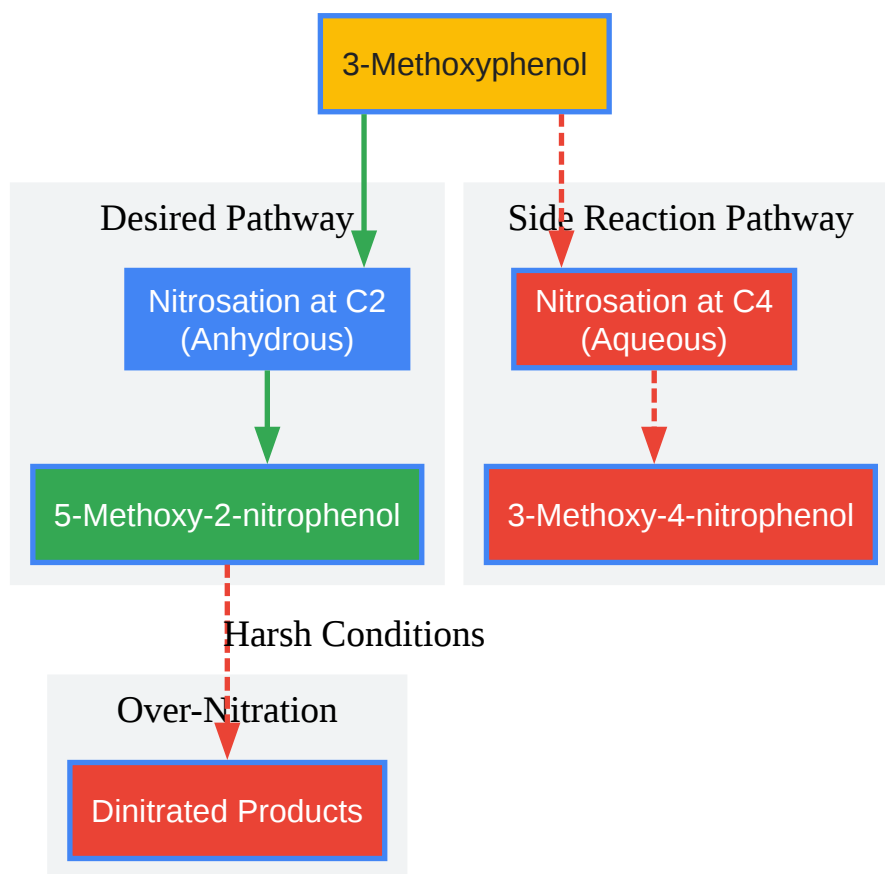 3-Methoxyphenol
Desired Pathway
Side Reaction Pathway
Nitrosation at C2
(Anhydrous)
Nitrosation at C4
(Aqueous)
5-Methoxy-2-nitrophenol
3-Methoxy-4-nitrophenol
Harsh Conditions
Over-Nitration
Dinitrated Products